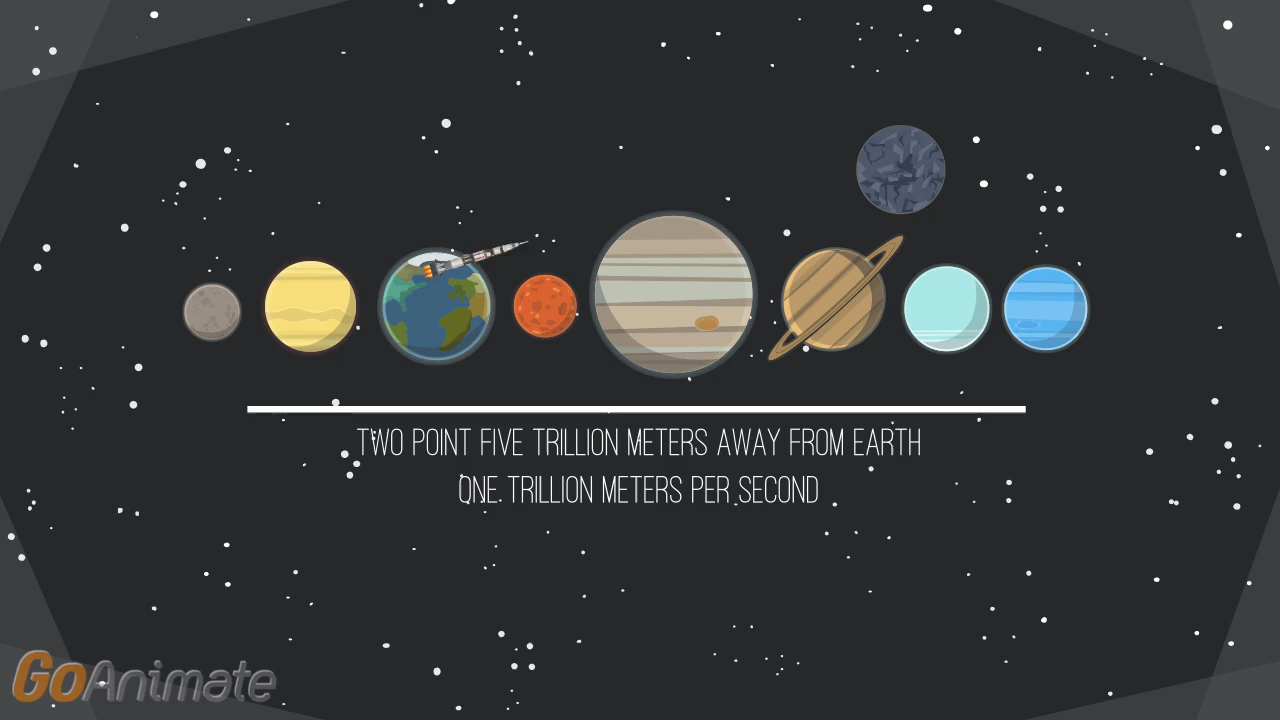 TWO POINT FIVE TRILLION METERS AWAY FROM EARTH
ONE TRILLION METERS PER SECOND
GoAnimate